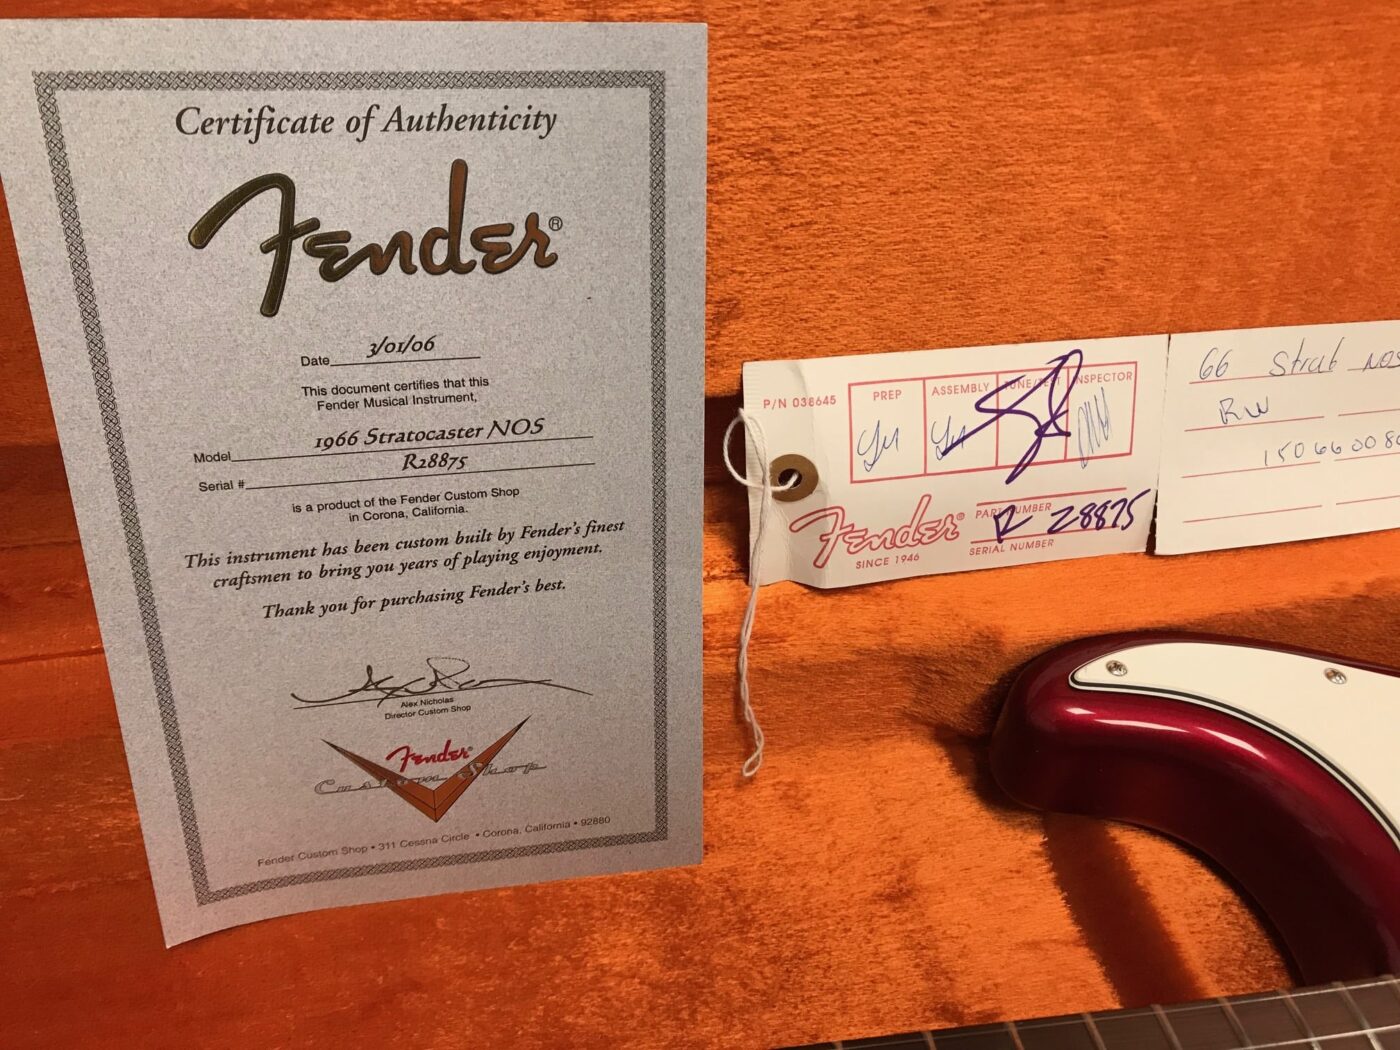 Certificate of Authenticity
Fender®
Date 3/01/06
This document certifies that this
Fender Musical Instrument,
Model 1966 Stratocaster NOS
Serial # R28875
is a product of the Fender Custom Shop
in Corona, California.
This instrument has been custom built by Fender's finest
craftsmen to bring you years of playing enjoyment.
Thank you for purchasing Fender's best.
Alex Nicholas
Director Custom Shop
Fender®
Custom Shop
Fender Custom Shop • 311 Cessna Circle • Corona, California • 92880
P/N 038645
PREP ASSEMBLY TUNE/TEST INSPECTOR
Fender®
SINCE 1946
PART NUMBER
R 28875
SERIAL NUMBER
66 Strat NOS
RW
15066008